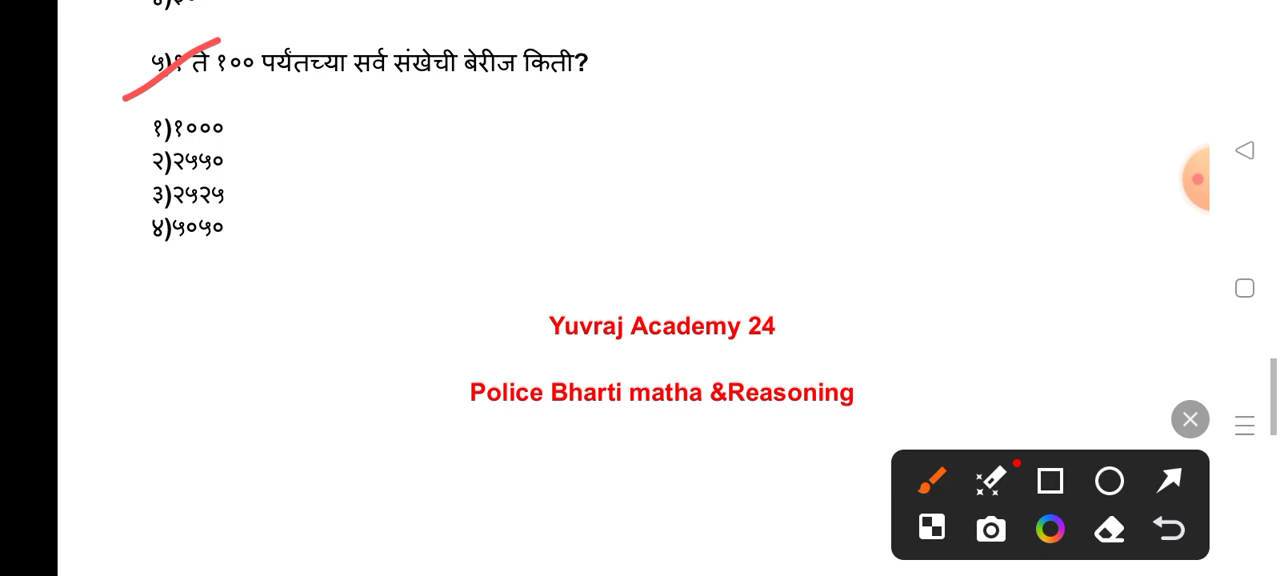 ५)१ ते १०० पर्यंतच्या सर्व संखेची बेरीज किती?
१)१०००
२)२५५०
३)२५२५
४)५०५०
Yuvraj Academy 24
Police Bharti matha &Reasoning